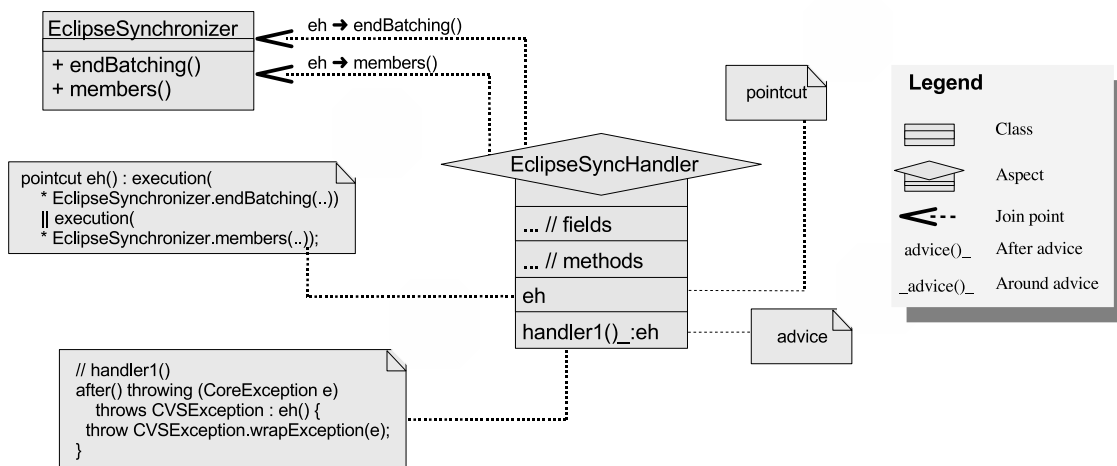 EclipseSynchronizer
+ endBatching()
+ members()
eh ➜ endBatching()
eh ➜ members()
pointcut
Legend
Class
Aspect
Join point
advice()_ After advice
_advice()_ Around advice
pointcut eh() : execution(
* EclipseSynchronizer.endBatching(..))
|| execution(
* EclipseSynchronizer.members(..));
EclipseSyncHandler
... // fields
... // methods
eh
handler1()_:eh
advice
// handler1()
after() throwing (CoreException e)
throws CVSException : eh() {
throw CVSException.wrapException(e);
}